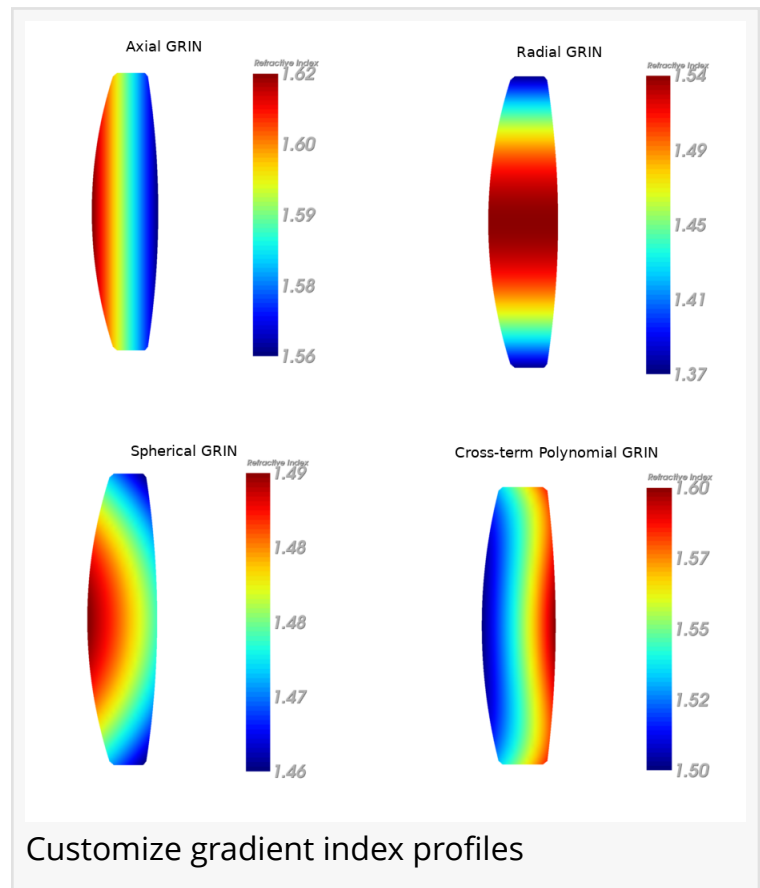 Axial GRIN
Refractive Index
1.62
1.60
1.59
1.58
1.56
Radial GRIN
Refractive Index
1.54
1.49
1.45
1.41
1.37
Spherical GRIN
Refractive Index
1.49
1.48
1.48
1.47
1.46
Cross-term Polynomial GRIN
Refractive Index
1.60
1.57
1.55
1.52
1.50
Customize gradient index profiles